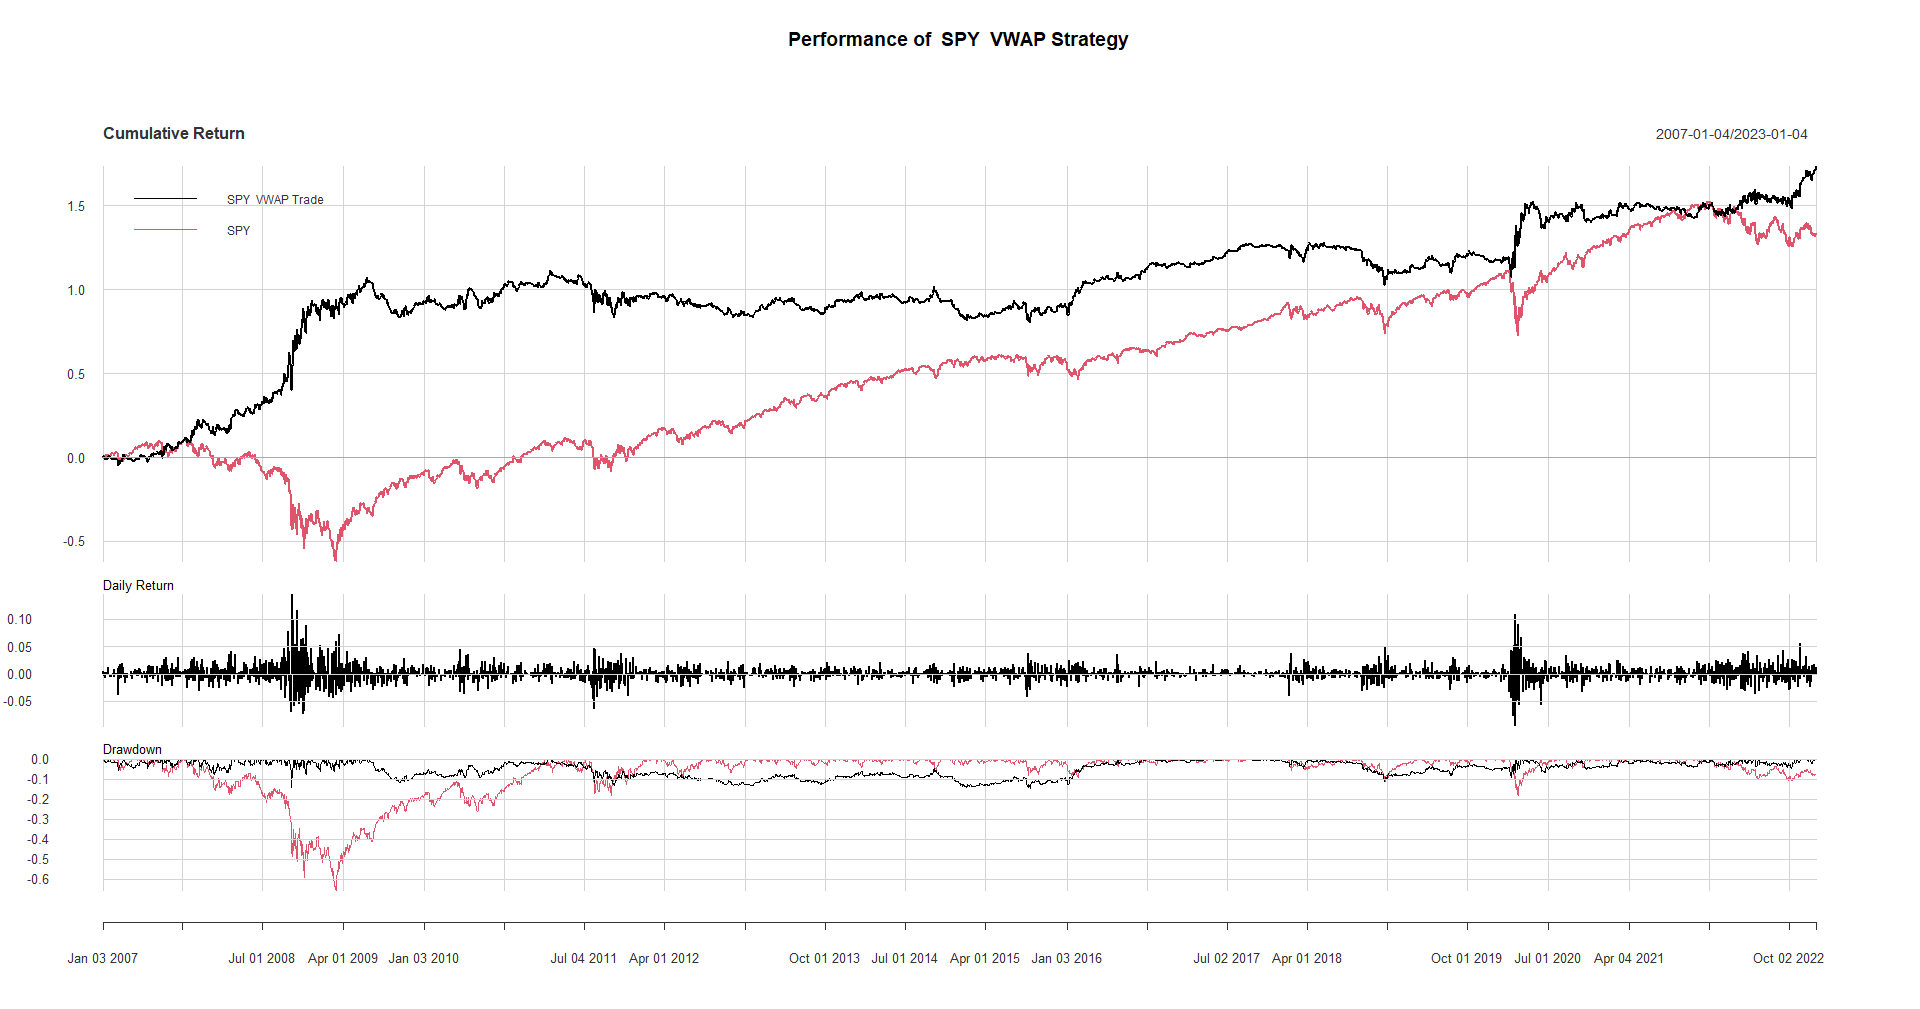 Performance of  SPY  VWAP Strategy
Cumulative Return
2007-01-04/2023-01-04
SPY  VWAP Trade
SPY
1.5
1.0
0.5
0.0
-0.5
Daily Return
0.10
0.05
0.00
-0.05
Drawdown
0.0
-0.1
-0.2
-0.3
-0.4
-0.5
-0.6
Jan 03 2007 Jul 01 2008 Apr 01 2009 Jan 03 2010 Jul 04 2011 Apr 01 2012 Oct 01 2013 Jul 01 2014 Apr 01 2015 Jan 03 2016 Jul 02 2017 Apr 01 2018 Oct 01 2019 Jul 01 2020 Apr 04 2021 Oct 02 2022